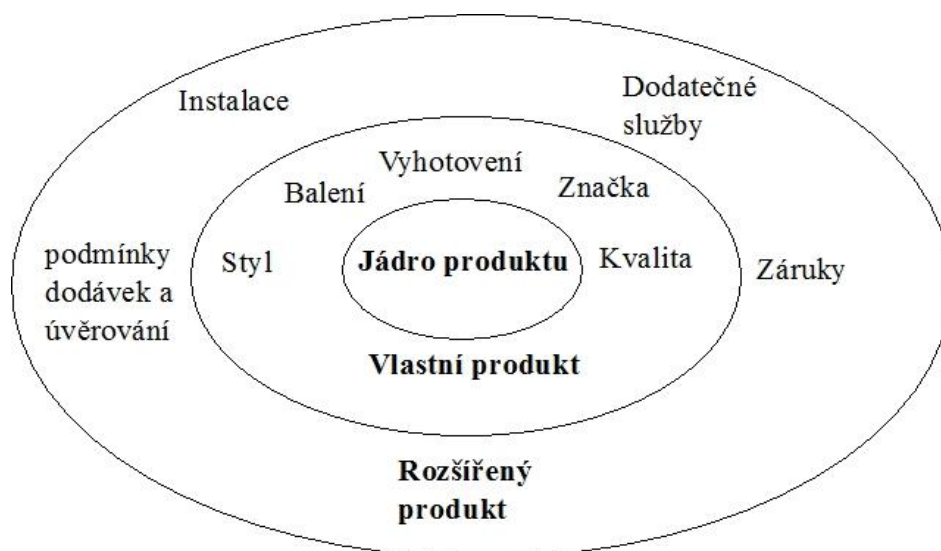 Instalace
Dodatečné
služby
Vyhotovení
Balení
Značka
podmínky
dodávek a
úvěrování
Styl
Jádro produktu
Kvalita
Záruky
Vlastní produkt
Rozšířený
produkt